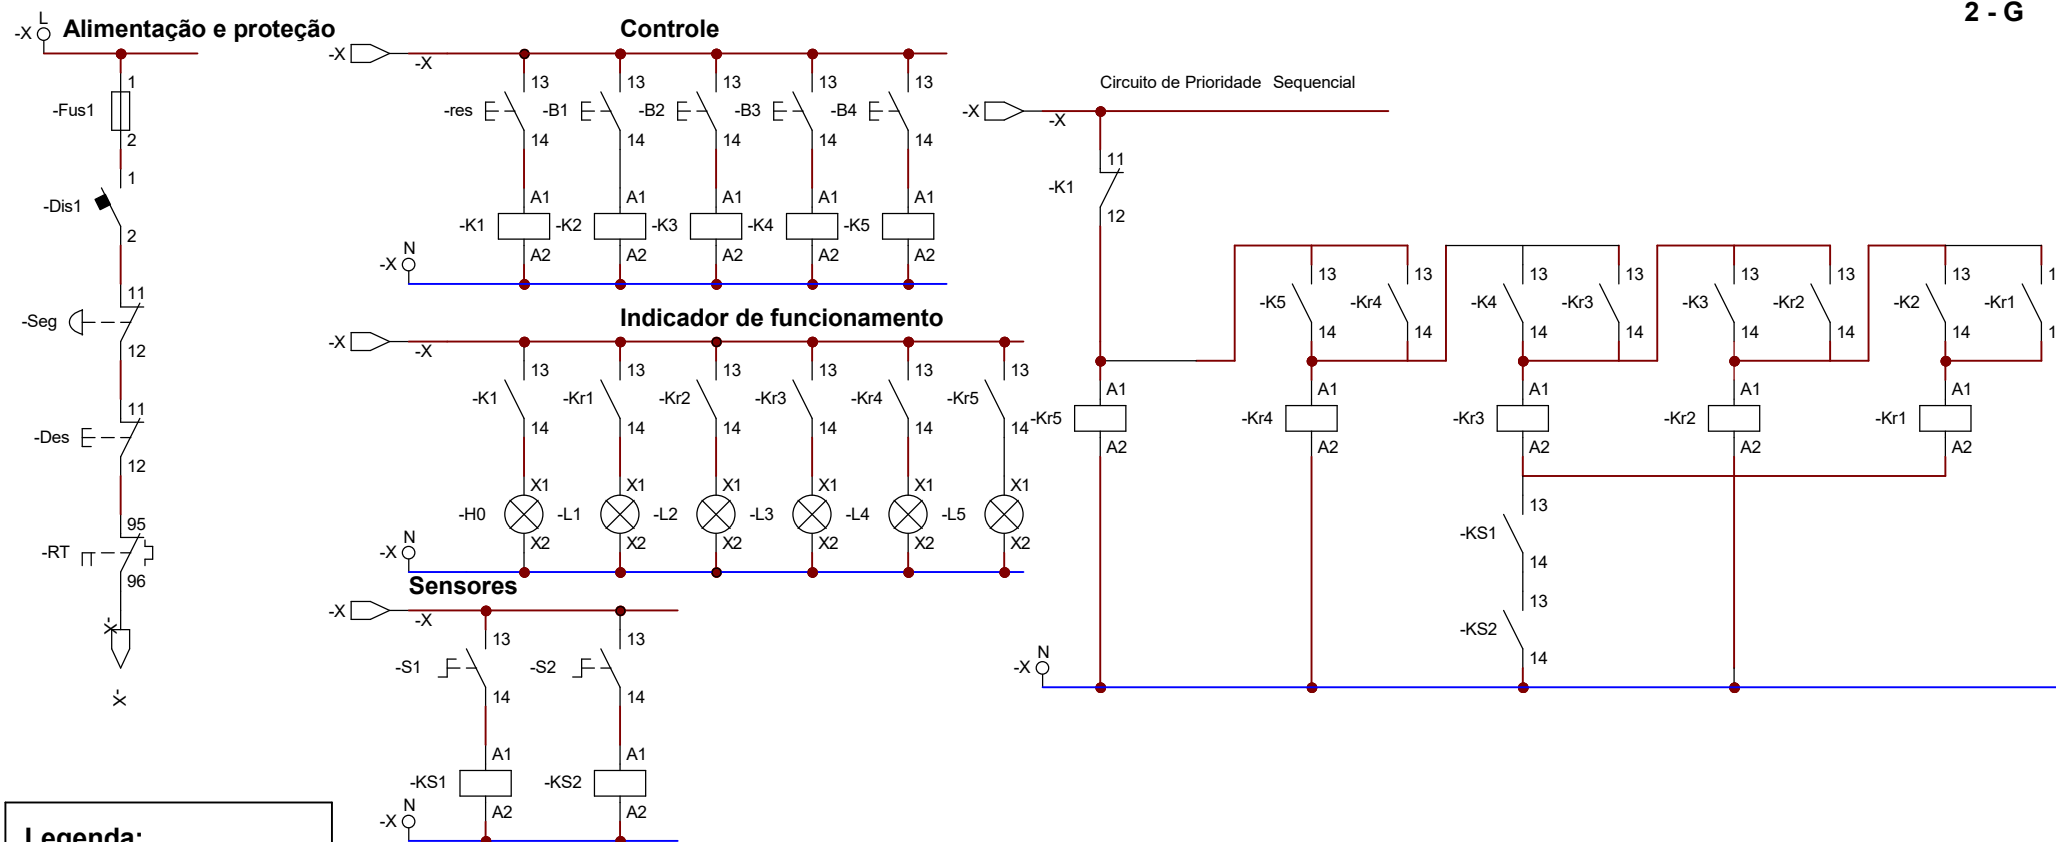 2 - G
L
-X
Alimentação e proteção
1
-Fus1
2
1
-Dis1
2
11
-Seg
12
11
-Des
12
95
-RT
96
-X
-X
Controle
-X
-X
13 13 13 13 13
-res -B1 -B2 -B3 -B4
14 14 14 14 14
A1 A1 A1 A1 A1
-K1 -K2 -K3 -K4 -K5
A2 A2 A2 A2 A2
N
-X
Indicador de funcionamento
-X
-X
13 13 13 13 13 13
-K1 -Kr1 -Kr2 -Kr3 -Kr4 -Kr5
14 14 14 14 14 14
X1 X1 X1 X1 X1 X1
-H0 -L1 -L2 -L3 -L4 -L5
X2 X2 X2 X2 X2 X2
N
-X
Sensores
-X
-X
13 13
-S1 -S2
14 14
A1 A1
-KS1 -KS2
A2 A2
N
-X
Circuito de Prioridade Sequencial
-X
-X
11
-K1
12
13 13 13 13 13 13 13 1
-K5 -Kr4 -K4 -Kr3 -K3 -Kr2 -K2 -Kr1
14 14 14 14 14 14 14 1
A1 A1 A1 A1 A1
-Kr5 -Kr4 -Kr3 -Kr2 -Kr1
A2 A2 A2 A2 A2
13
-KS1
14
13
-KS2
14
N
-X
Legenda: